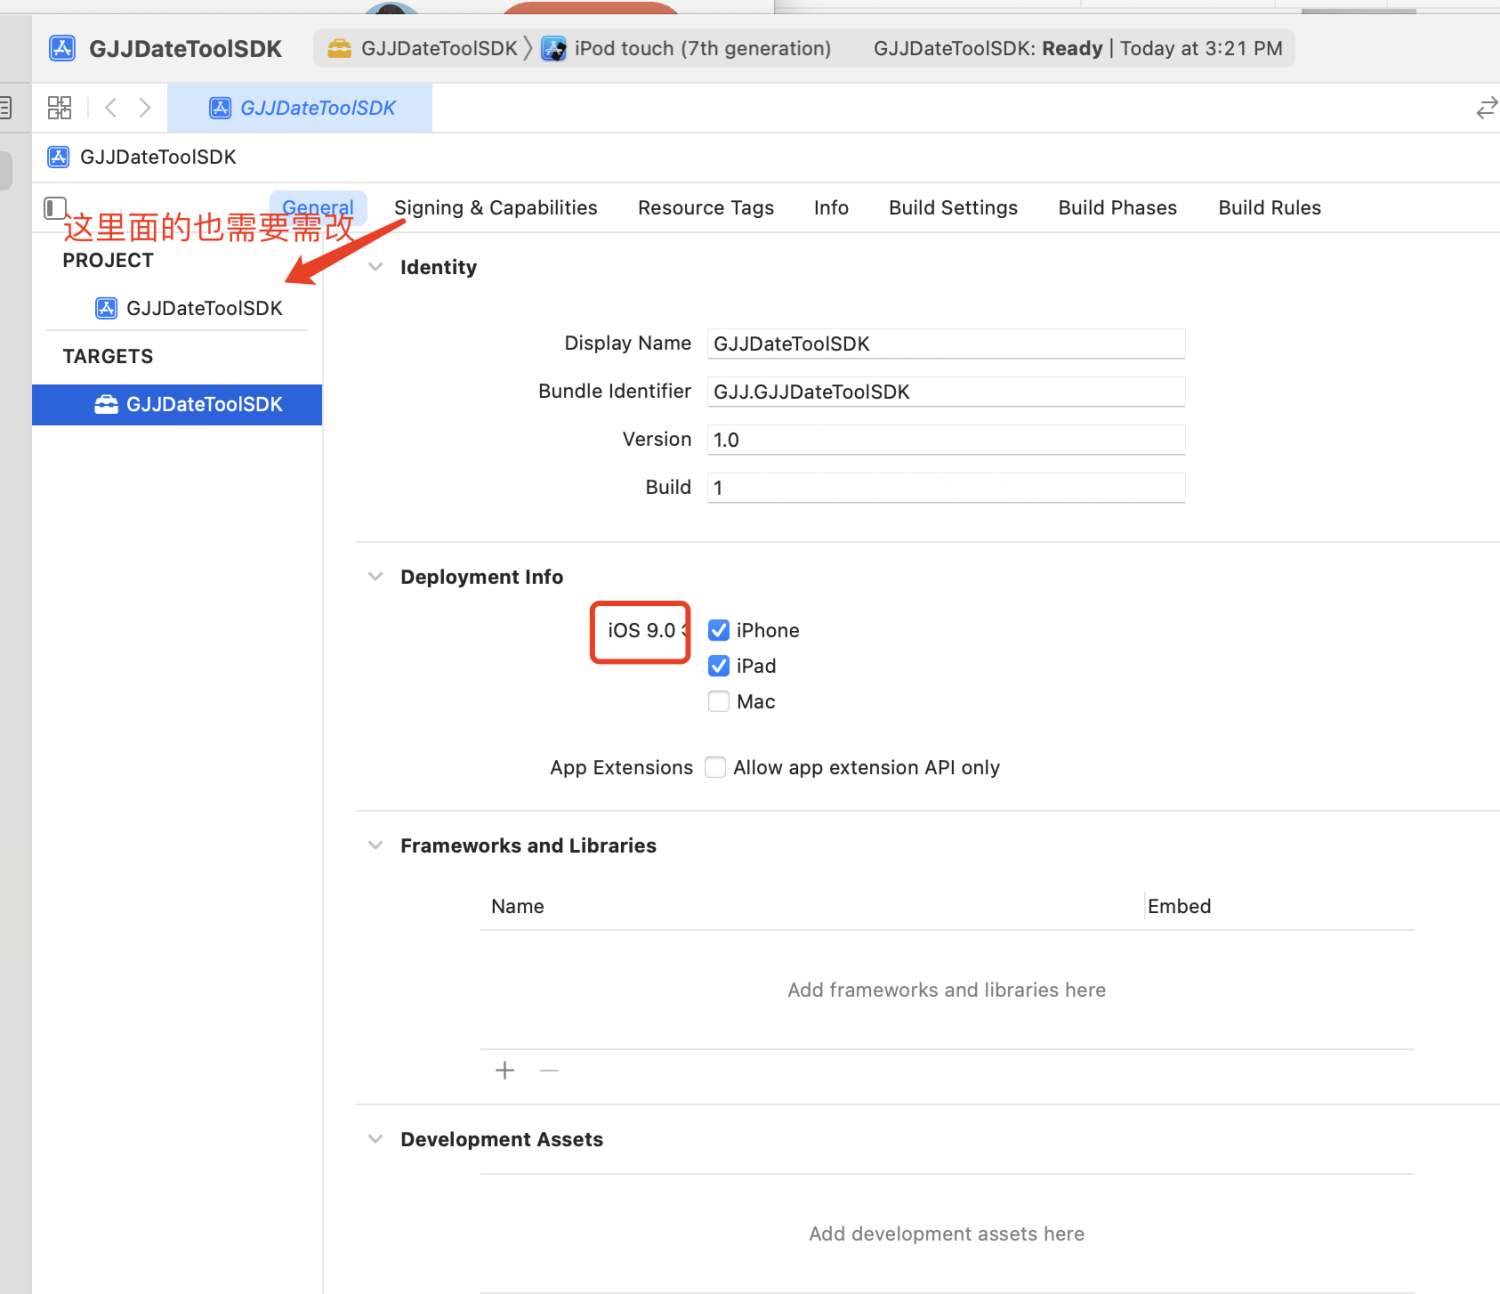 GJJDateToolSDK
GJJDateToolSDK 〉 iPod touch (7th generation)
GJJDateToolSDK: Ready | Today at 3:21 PM
GJJDateToolSDK
GJJDateToolSDK
General
Signing & Capabilities
Resource Tags
Info
Build Settings
Build Phases
Build Rules
这里面的也需要需改
PROJECT
GJJDateToolSDK
TARGETS
GJJDateToolSDK
Identity
Display Name GJJDateToolSDK
Bundle Identifier GJJ.GJJDateToolSDK
Version 1.0
Build 1
Deployment Info
iOS 9.0
iPhone
iPad
Mac
App Extensions Allow app extension API only
Frameworks and Libraries
Name Embed
Add frameworks and libraries here
Development Assets
Add development assets here